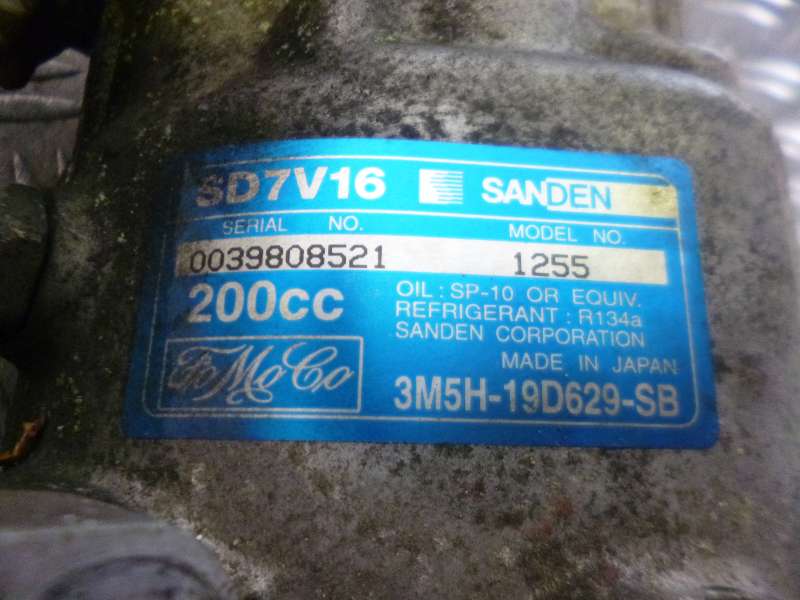 SD7V16 SANDEN
SERIAL NO. MODEL NO.
0039808521 1255
200cc OIL : SP-10 OR EQUIV.
REFRIGERANT : R134a
SANDEN CORPORATION
MADE IN JAPAN
FoMoCo 3M5H-19D629-SB